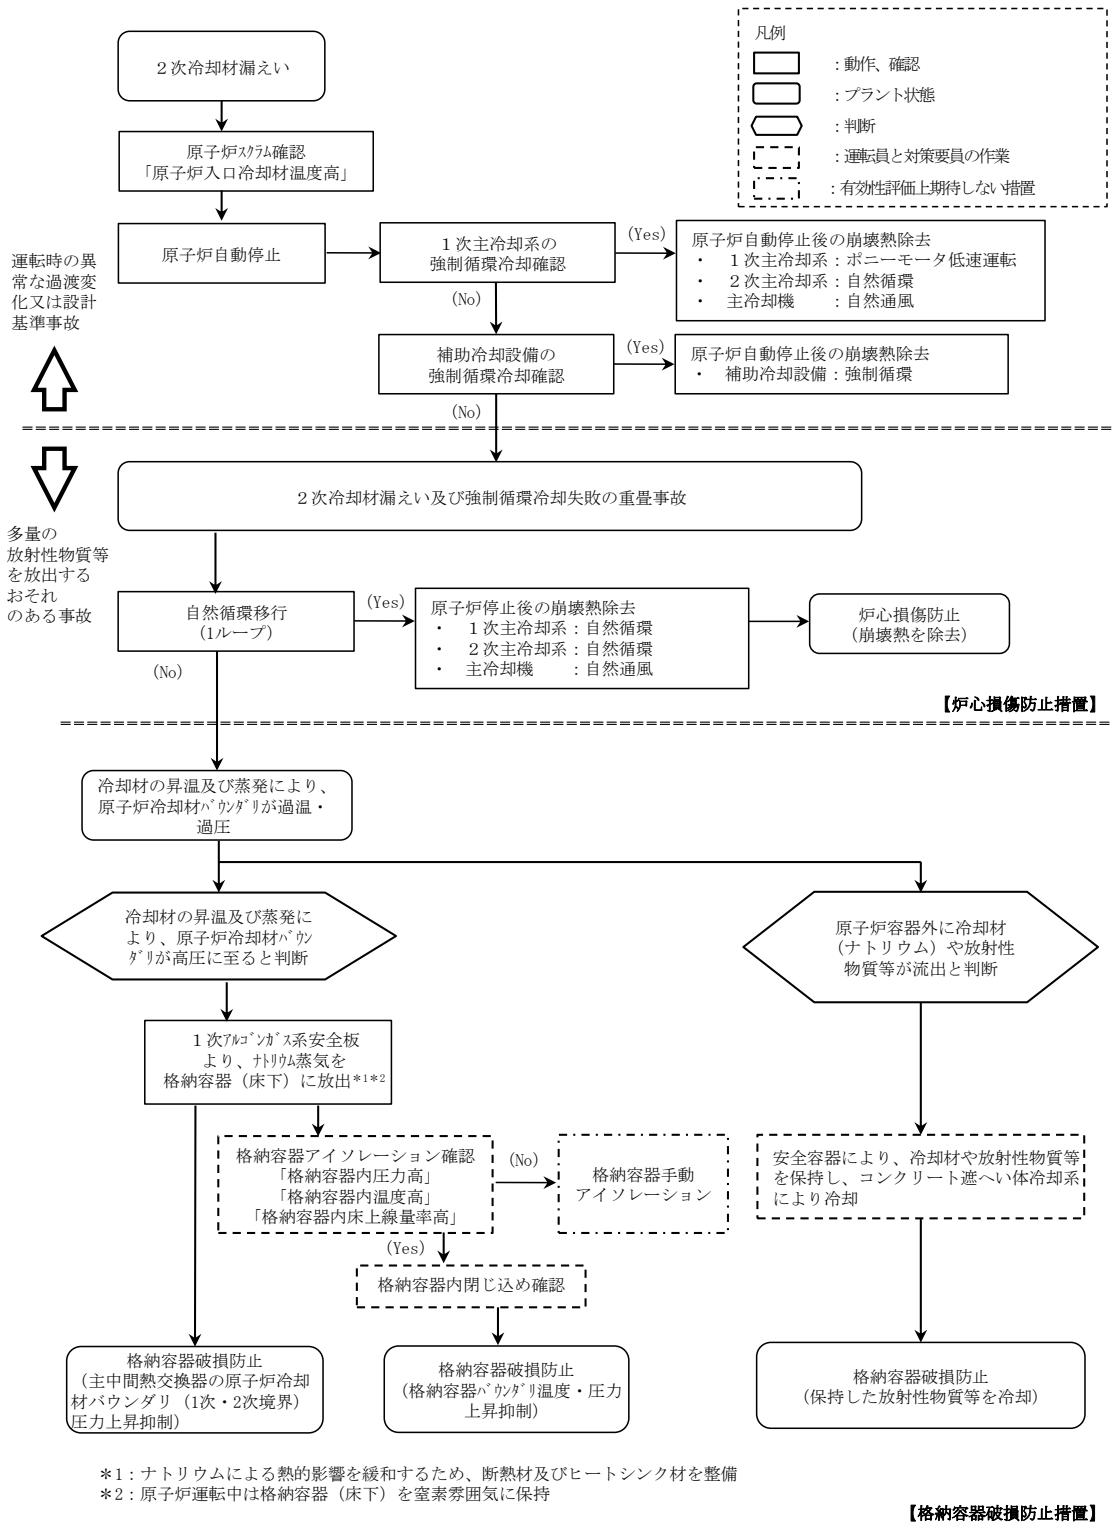 凡例
：動作、確認
：プラント状態
：判断
：運転員と対策要員の作業
：有効性評価上期待しない措置
２次冷却材漏えい
原子炉ｽｸﾗﾑ確認
「原子炉入口冷却材温度高」
原子炉自動停止
１次主冷却系の
強制循環冷却確認
(Yes)
原子炉自動停止後の崩壊熱除去
・ １次主冷却系：ポニーモータ低速運転
・ ２次主冷却系：自然循環
・ 主冷却機 ：自然通風
(No)
補助冷却設備の
強制循環冷却確認
(Yes)
原子炉自動停止後の崩壊熱除去
・ 補助冷却設備：強制循環
(No)
運転時の異
常な過渡変
化又は設計
基準事故
多量の
放射性物質等
を放出する
おそれ
のある事故
２次冷却材漏えい及び強制循環冷却失敗の重畳事故
自然循環移行
(1ループ)
(Yes)
原子炉停止後の崩壊熱除去
・ １次主冷却系：自然循環
・ ２次主冷却系：自然循環
・ 主冷却機 ：自然通風
炉心損傷防止
(崩壊熱を除去)
(No)
【炉心損傷防止措置】
冷却材の昇温及び蒸発により、
原子炉冷却材ﾊﾞｳﾝﾀﾞﾘが過温・
過圧
冷却材の昇温及び蒸発に
より、原子炉冷却材ﾊﾞｳﾝ
ﾀﾞﾘが高圧に至ると判断
原子炉容器外に冷却材
（ナトリウム）や放射性
物質等が流出と判断
１次ｱﾙｺﾞﾝｶﾞｽ系安全板
より、ﾅﾄﾘｳﾑ蒸気を
格納容器（床下）に放出*1*2
格納容器アイソレーション確認
「格納容器内圧力高」
「格納容器内温度高」
「格納容器内床上線量率高」
(No)
格納容器手動
アイソレーション
(Yes)
格納容器内閉じ込め確認
安全容器により、冷却材や放射性物質等
を保持し、コンクリート遮へい体冷却系
により冷却
格納容器破損防止
（主中間熱交換器の原子炉冷却
材バウンダリ（1次・2次境界）
圧力上昇抑制）
格納容器破損防止
(格納容器ﾊﾞｳﾝﾀﾞﾘ温度・圧力
上昇抑制)
格納容器破損防止
(保持した放射性物質等を冷却)
＊1：ナトリウムによる熱的影響を緩和するため、断熱材及びヒートシンク材を整備
＊2：原子炉運転中は格納容器（床下）を窒素雰囲気に保持
【格納容器破損防止措置】